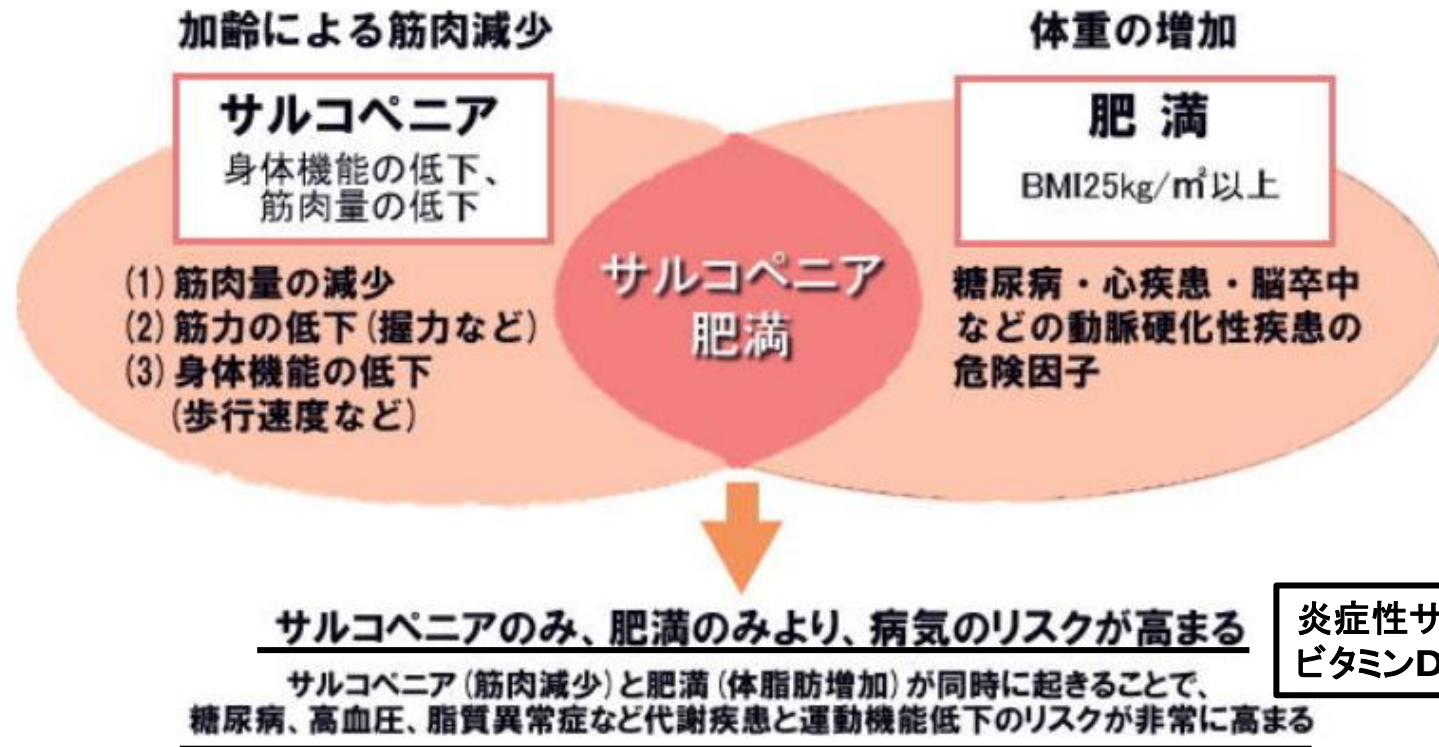 加齢による筋肉減少
サルコペニア
身体機能の低下、
筋肉量の低下
(1) 筋肉量の減少
(2) 筋力の低下(握力など)
(3) 身体機能の低下
(歩行速度など)
サルコペニア
肥満
体重の増加
肥 満
BMI25kg/㎡以上
糖尿病・心疾患・脳卒中
などの動脈硬化性疾患の
危険因子
サルコペニアのみ、肥満のみより、病気のリスクが高まる
炎症性サ
ビタミンD
サルコペニア(筋肉減少)と肥満(体脂肪増加)が同時に起きることで、
糖尿病、高血圧、脂質異常症など代謝疾患と運動機能低下のリスクが非常に高まる